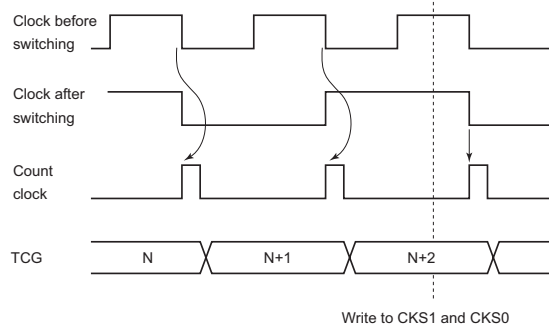 Clock before
switching
Clock after
switching
Count
clock
TCG
N
N+1
N+2
Write to CKS1 and CKS0